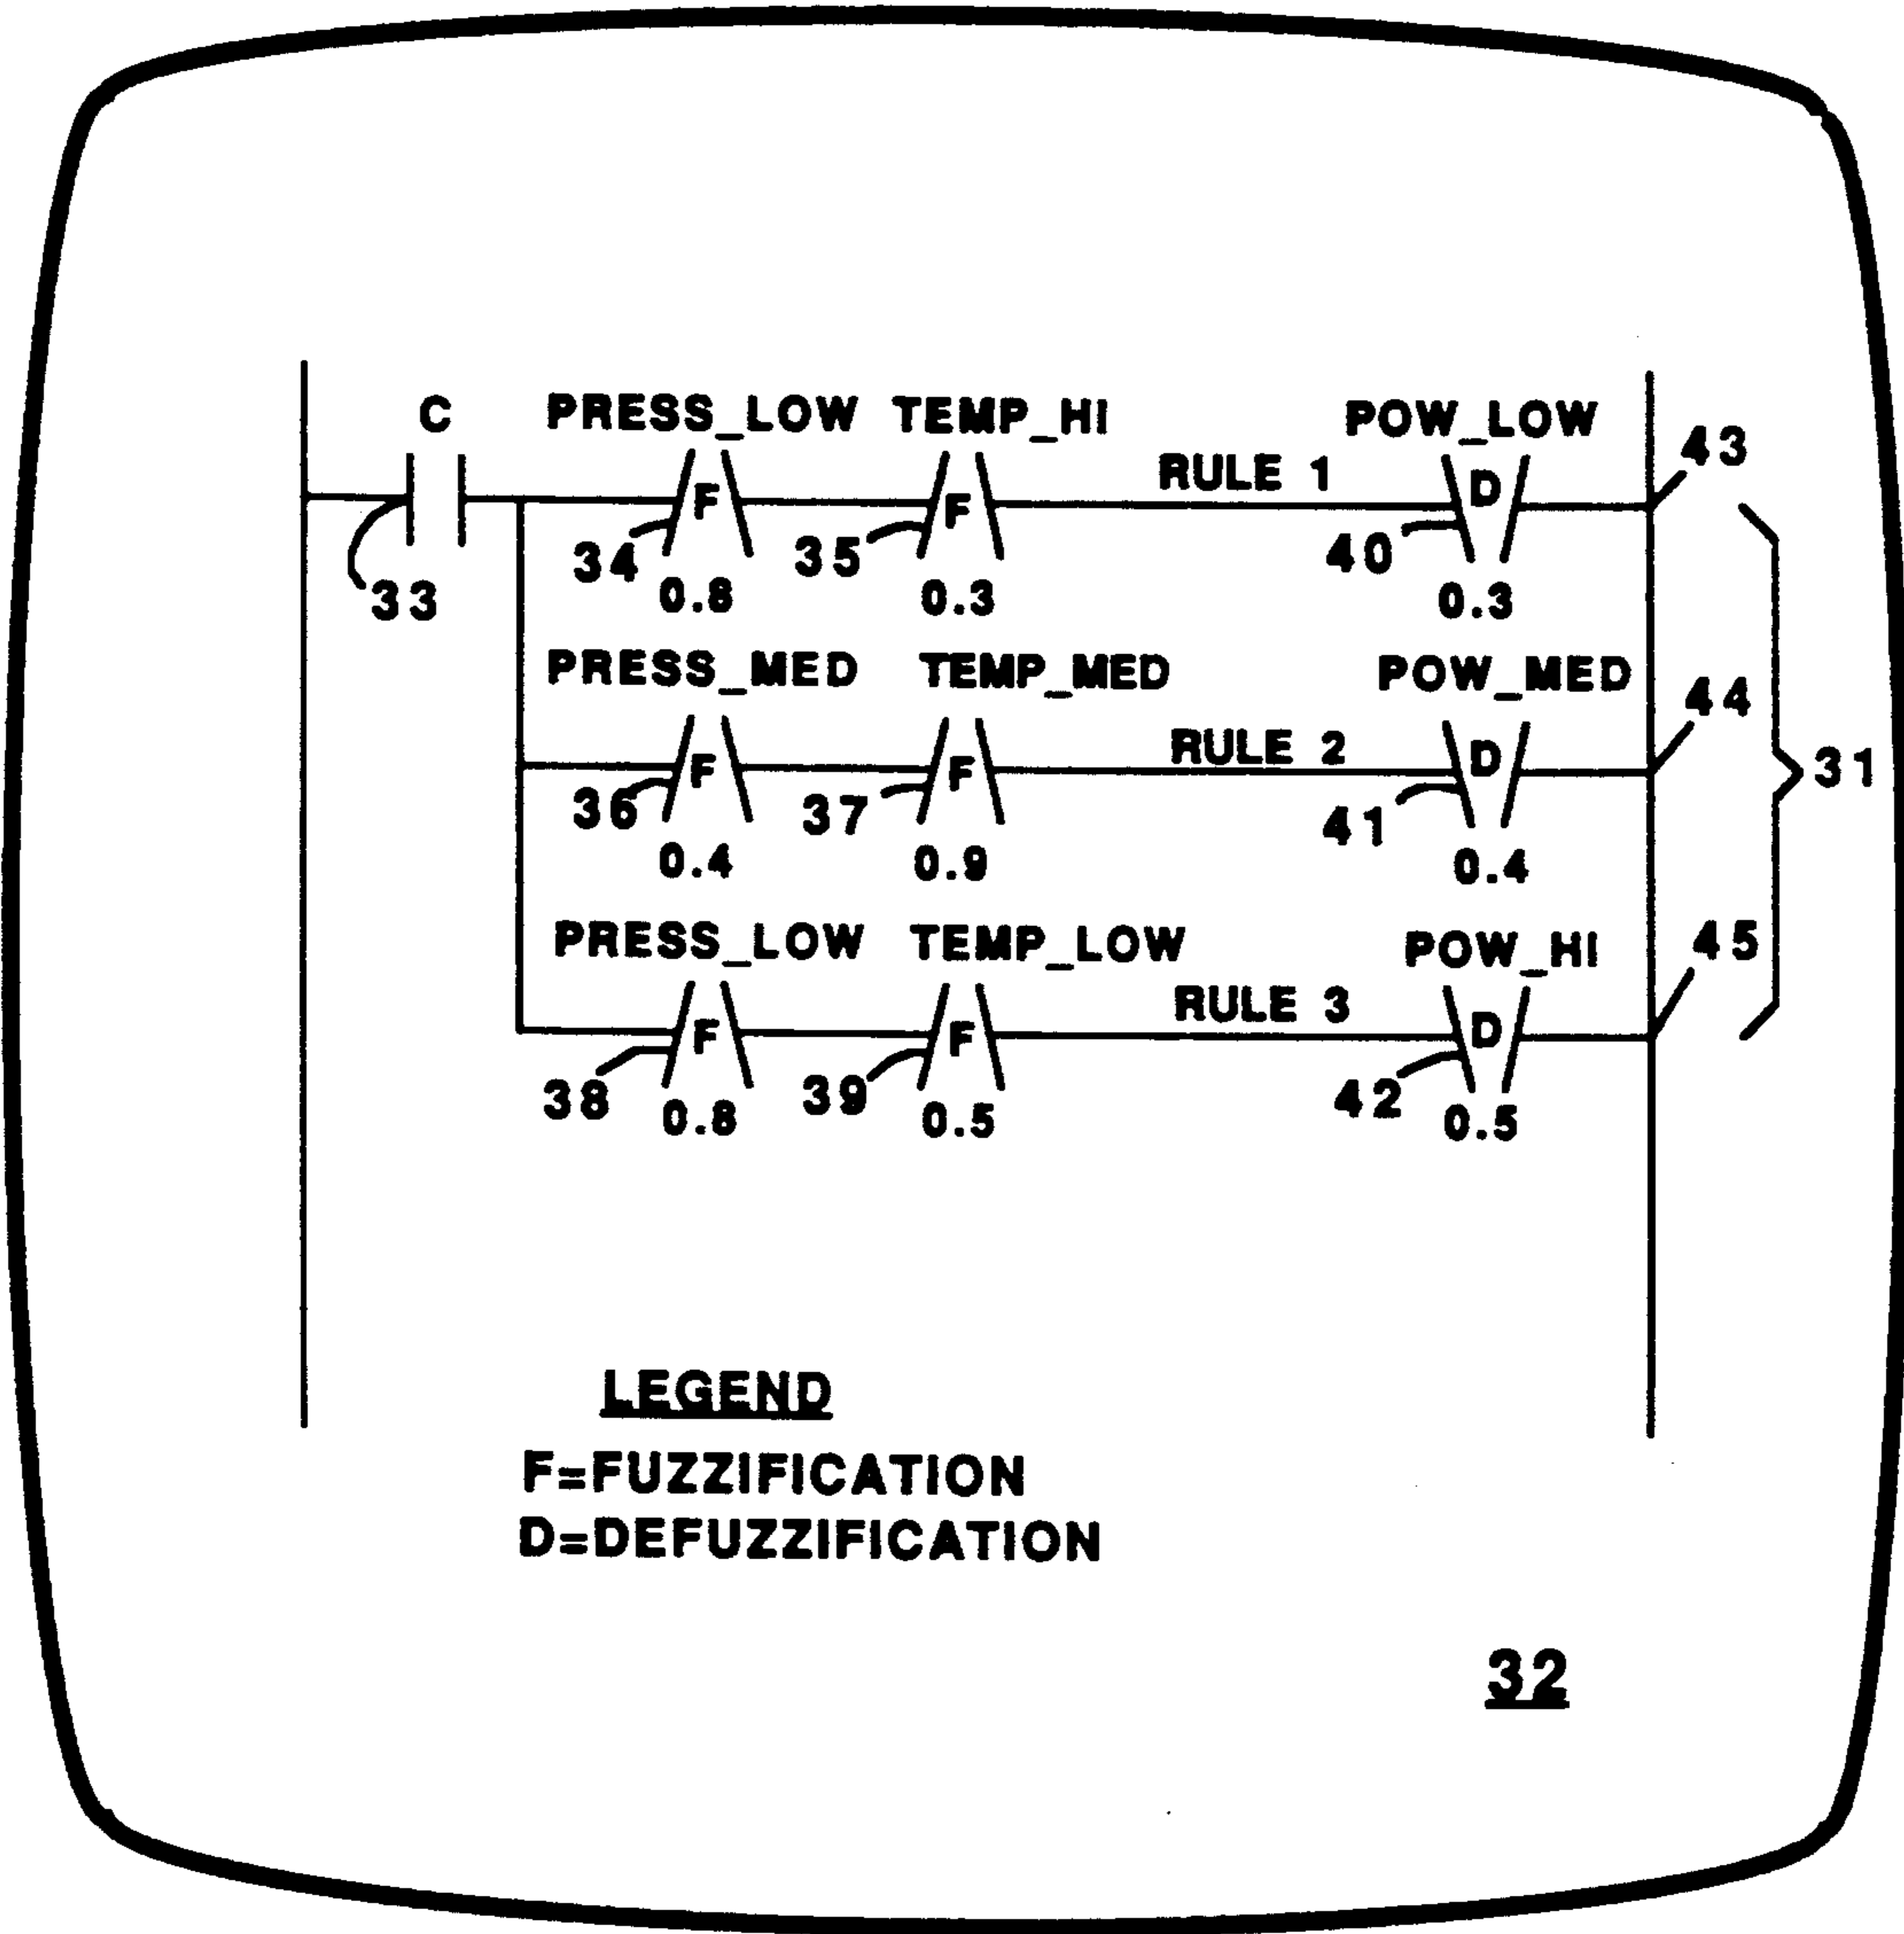 C PRESS_LOW TEMP_HI POW_LOW
43
RULE 1
F F D
34 35 40
33
0.8 0.3 0.3
PRESS_MED TEMP_MED POW_MED
44
RULE 2
F F D
31
36 37 41
0.4 0.9 0.4
PRESS_LOW TEMP_LOW POW_HI
45
RULE 3
F F D
38 39 42
0.8 0.5 0.5
LEGEND
F=FUZZIFICATION
D=DEFUZZIFICATION
32